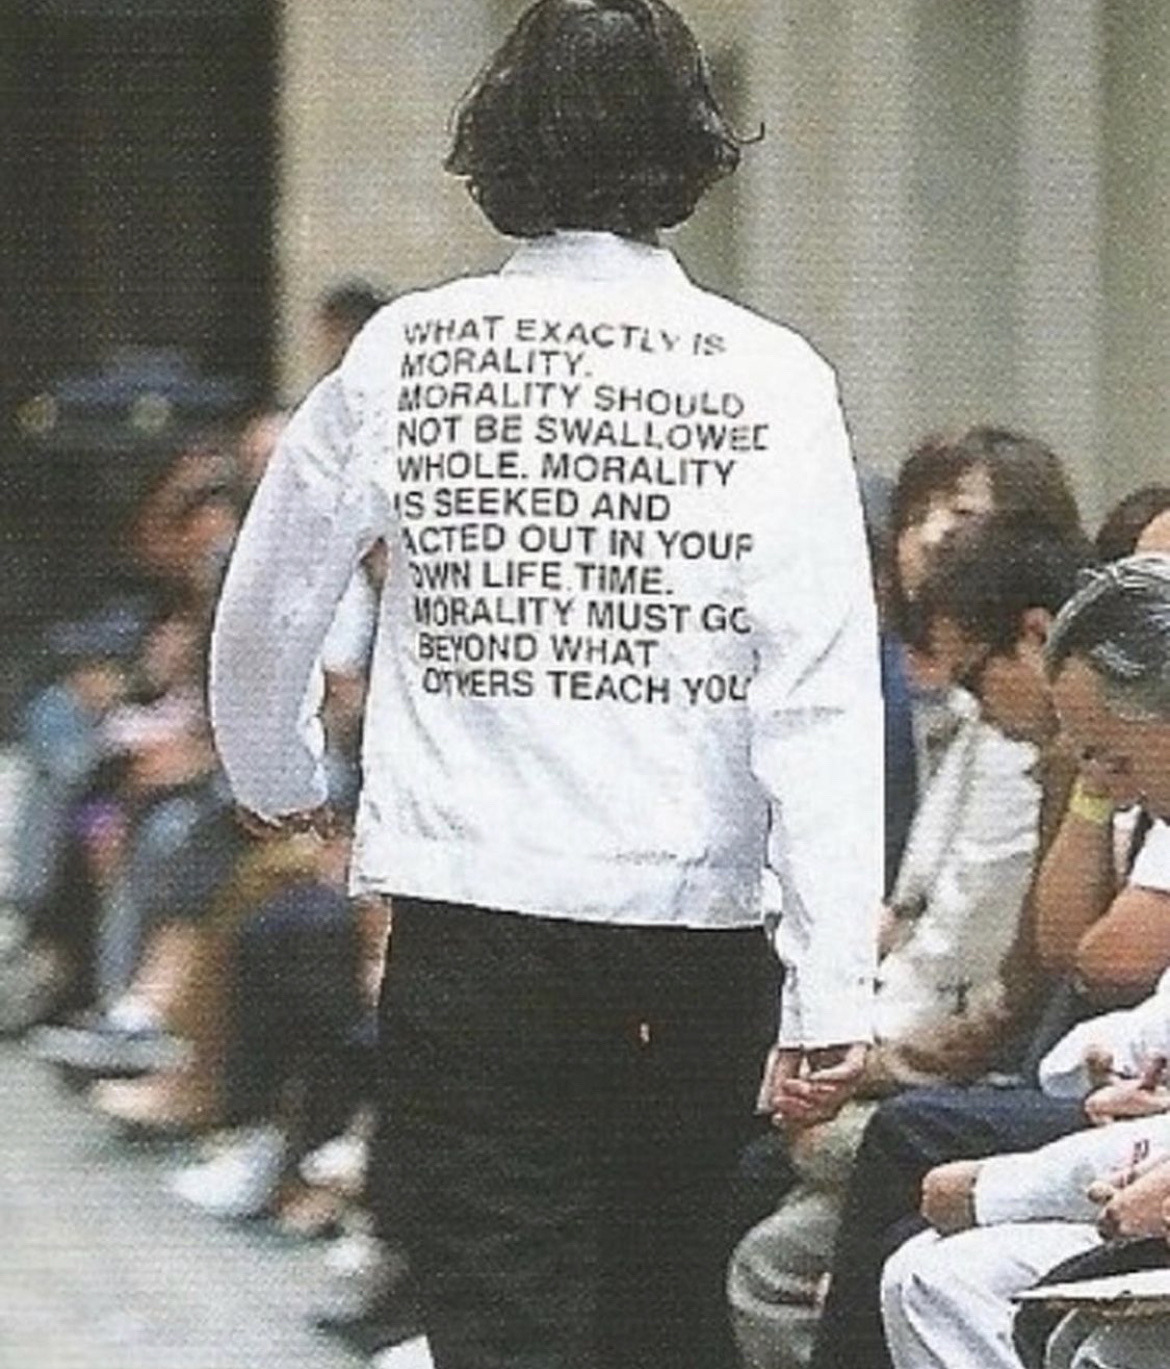 WHAT EXACTLY IS
MORALITY.
MORALITY SHOULD
NOT BE SWALLOWED
WHOLE. MORALITY
IS SEEKED AND
ACTED OUT IN YOUR
OWN LIFE TIME.
MORALITY MUST GO
BEYOND WHAT
OTHERS TEACH YOU